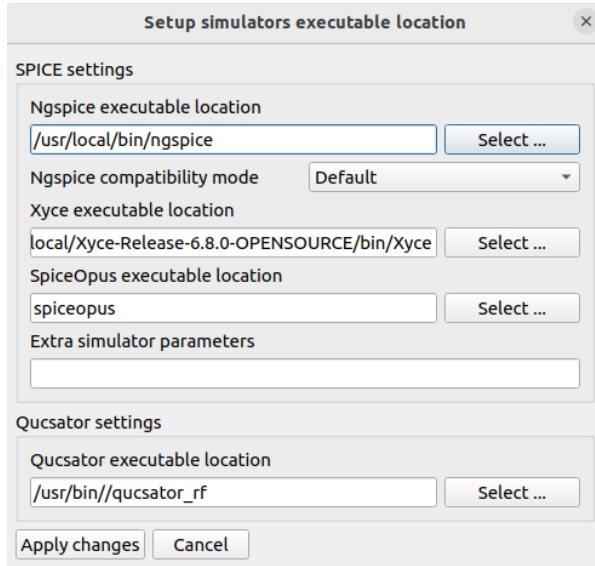 Setup simulators executable location
SPICE settings
Ngspice executable location
/usr/local/bin/ngspice Select ...
Ngspice compatibility mode Default
Xyce executable location
local/Xyce-Release-6.8.0-OPENSOURCE/bin/Xyce Select ...
SpiceOpus executable location
spiceopus Select ...
Extra simulator parameters
Qucsator settings
Qucsator executable location
/usr/bin//qucsator_rf Select ...
Apply changes Cancel